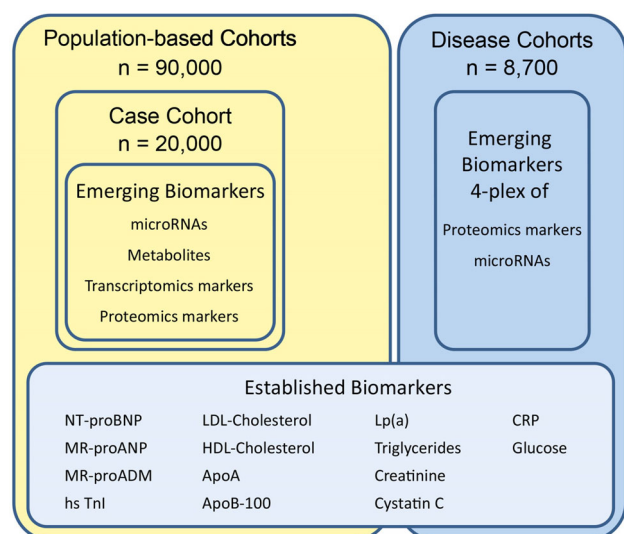 Population-based Cohorts
n = 90,000
Case Cohort
n = 20,000
Emerging Biomarkers
microRNAs
Metabolites
Transcriptomics markers
Proteomics markers
Disease Cohorts
n = 8,700
Emerging
Biomarkers
4-plex of
Proteomics markers
microRNAs
Established Biomarkers
NT-proBNP LDL-Cholesterol Lp(a) CRP
MR-proANP HDL-Cholesterol Triglycerides Glucose
MR-proADM ApoA Creatinine
hs TnI ApoB-100 Cystatin C